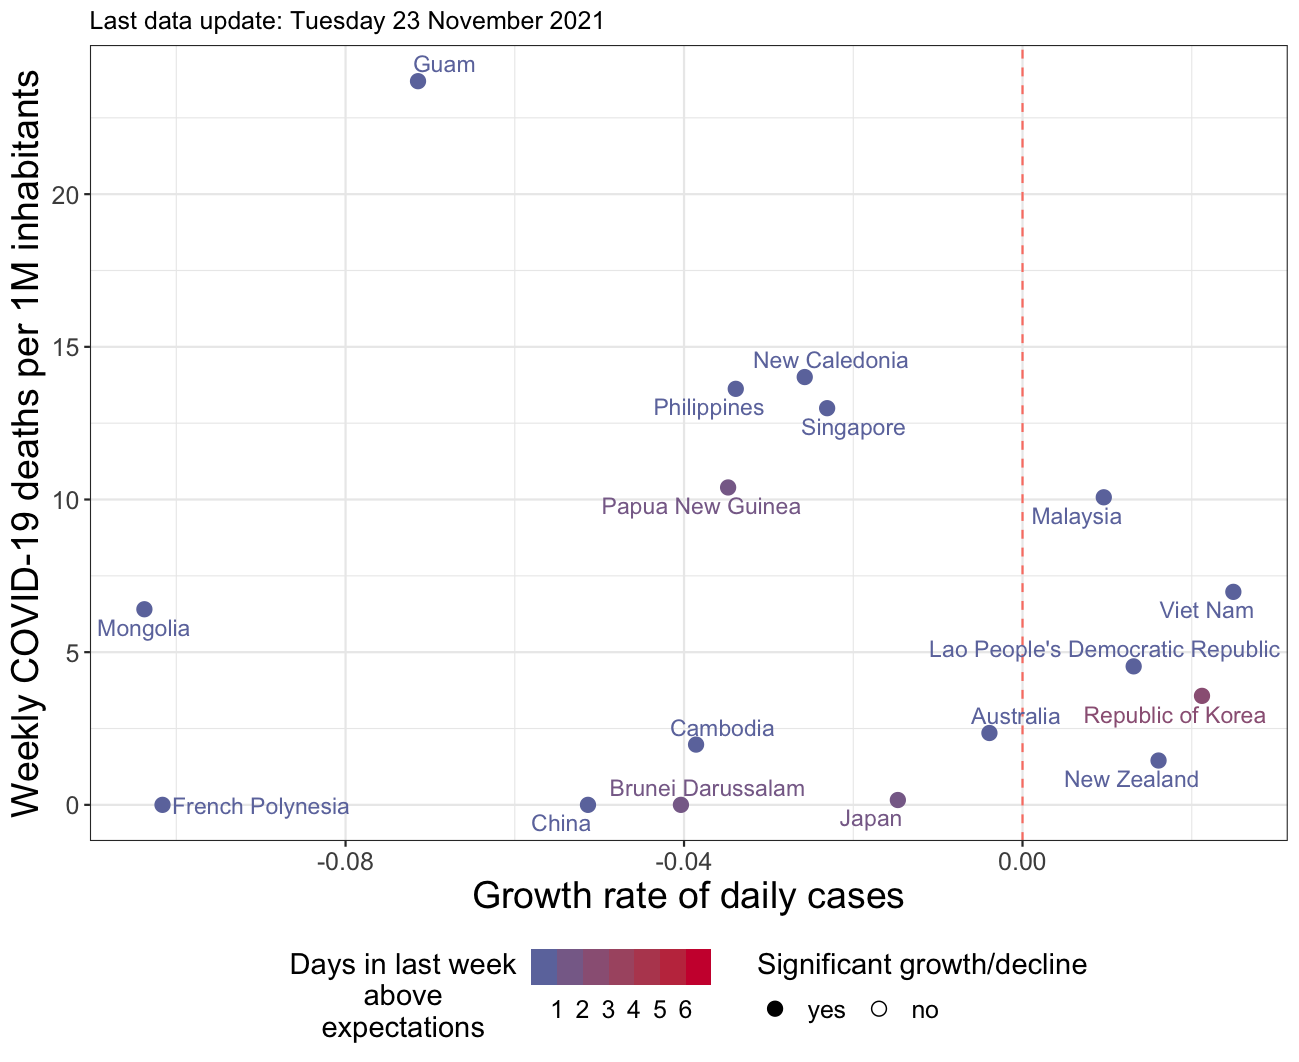 Last data update: Tuesday 23 November 2021
Weekly COVID-19 deaths per 1M inhabitants
20
15
10
5
0
Guam
New Caledonia
Philippines
Singapore
Papua New Guinea
Malaysia
Viet Nam
Mongolia
Lao People's Democratic Republic
Republic of Korea
Australia
Cambodia
New Zealand
Brunei Darussalam
French Polynesia
China
Japan
-0.08
-0.04
0.00
Growth rate of daily cases
Days in last week
above
expectations
1 2 3 4 5 6
Significant growth/decline
yes no